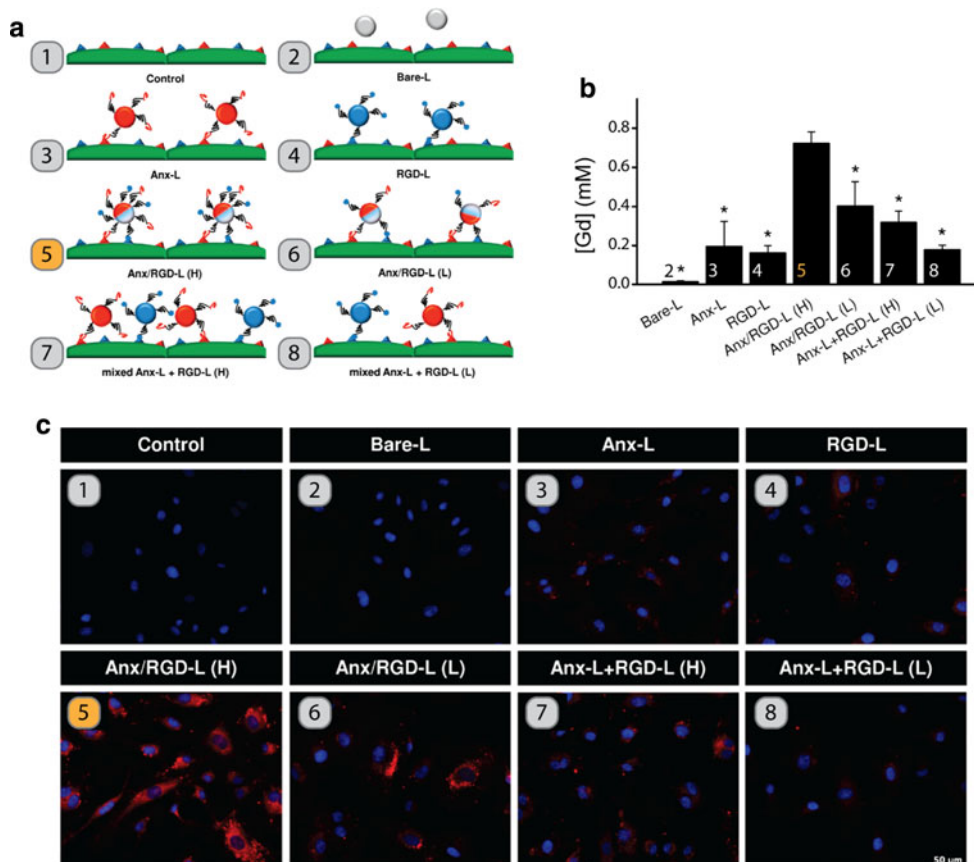 a
1
Control
2
Bare-L
3
Anx-L
4
RGD-L
5
Anx/RGD-L (H)
6
Anx/RGD-L (L)
7
mixed Anx-L + RGD-L (H)
8
mixed Anx-L + RGD-L (L)
b
[Gd] (mM)
0.8
0.6
0.4
0.2
0.0
2 *
3
*
4
*
5
6
*
7
*
8
*
Bare-L
Anx-L
RGD-L
Anx/RGD-L (H)
Anx/RGD-L (L)
Anx-L+RGD-L (H)
Anx-L+RGD-L (L)
c
Control
Bare-L
Anx-L
RGD-L
1
2
3
4
Anx/RGD-L (H)
Anx/RGD-L (L)
Anx-L+RGD-L (H)
Anx-L+RGD-L (L)
5
6
7
8
50 µm